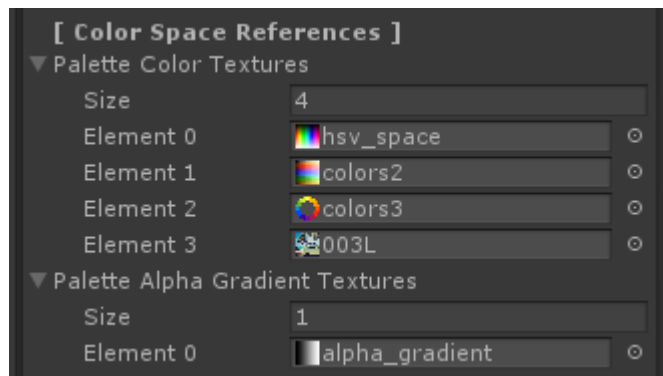 [ Color Space References ]
Palette Color Textures
Size 4
Element 0 hsv_space
Element 1 colors2
Element 2 colors3
Element 3 003L
Palette Alpha Gradient Textures
Size 1
Element 0 alpha_gradient